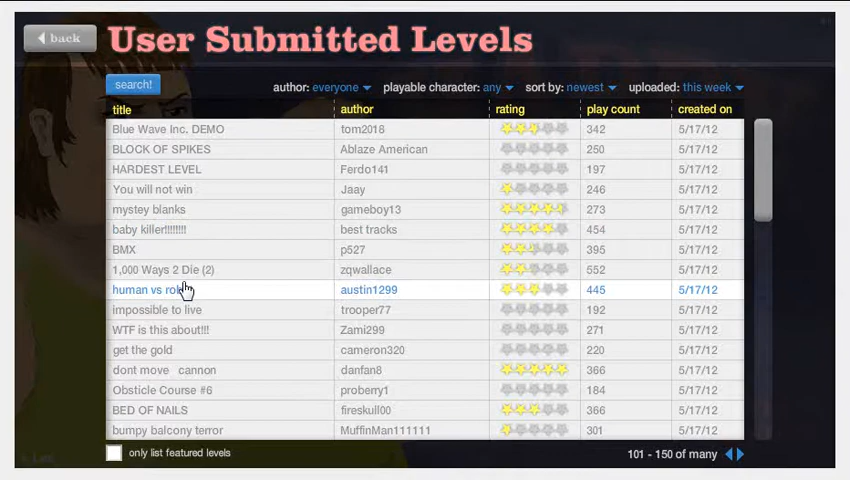 back
User Submitted Levels
search! author: everyone playable character: any sort by: newest uploaded: this week
title author rating play count created on
Blue Wave Inc. DEMO tom2018 342 5/17/12
BLOCK OF SPIKES Ablaze American 250 5/17/12
HARDEST LEVEL Ferdo141 197 5/17/12
You will not win Jaay 246 5/17/12
mystey blanks gameboy13 273 5/17/12
baby killer!!!!!!!! best tracks 454 5/17/12
BMX p527 395 5/17/12
1,000 Ways 2 Die (2) zqwallace 552 5/17/12
human vs austin1299 445 5/17/12
impossible to live trooper77 192 5/17/12
WTF is this about!!! Zami299 271 5/17/12
get the gold cameron320 220 5/17/12
dont move cannon danfan8 366 5/17/12
Obsticle Course #6 proberry1 184 5/17/12
BED OF NAILS fireskull00 366 5/17/12
bumpy balcony terror MuffinMan111111 301 5/17/12
only list featured levels 101 - 150 of many